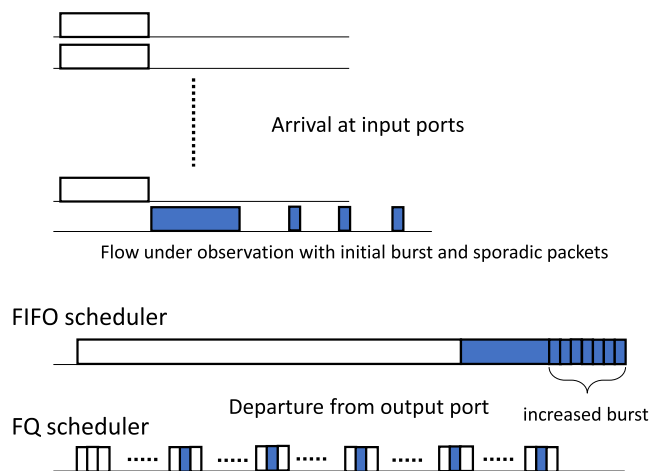 Arrival at input ports
Flow under observation with initial burst and sporadic packets
FIFO scheduler
increased burst
Departure from output port
FQ scheduler